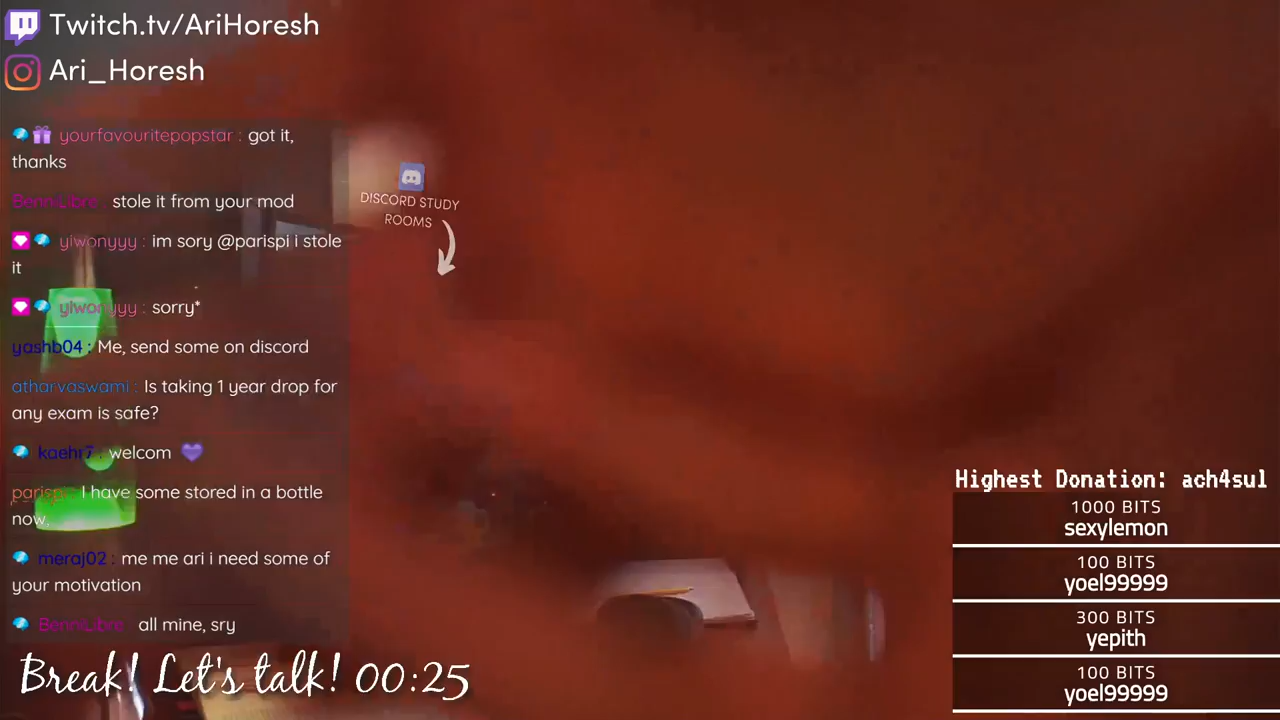 Twitch.tv/AriHoresh
Ari_Horesh
yourfavouritepopstar : got it,
thanks
BenniLibre : stole it from your mod
yiwonyyy : im sory @parispi i stole
it
yiwonyyy : sorry*
yashb04 : Me, send some on discord
atharvaswami : Is taking 1 year drop for
any exam is safe?
kaehr7 : welcom
parispi : I have some stored in a bottle
now,
meraj02 : me me ari i need some of
your motivation
BenniLibre : all mine, sry
Break! Let's talk! 00:25
DISCORD STUDY
ROOMS
Highest Donation: ach4sul
1000 BITS
sexylemon
100 BITS
yoel99999
300 BITS
yepith
100 BITS
yoel99999